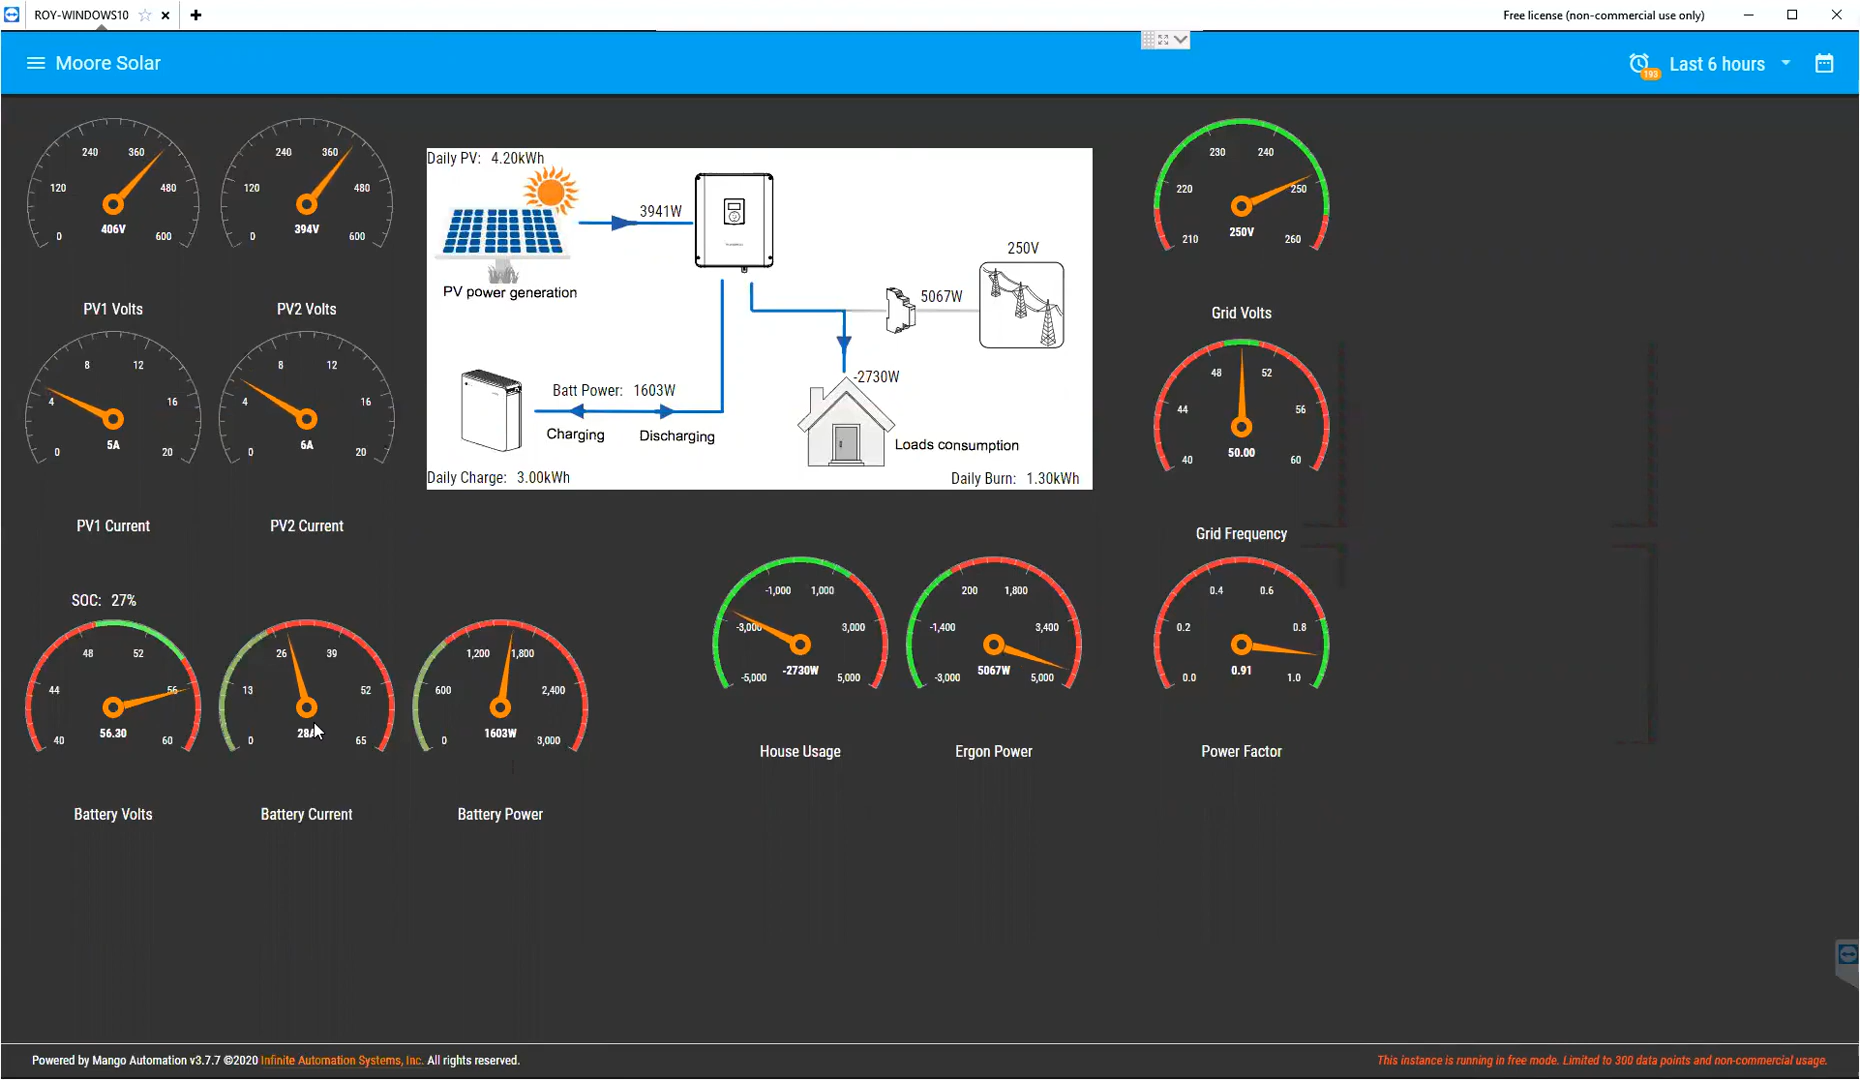 ROY-WINDOWS10
Free license (non-commercial use only)
Moore Solar
193
Last 6 hours
240 360
120 480
0 600
406V
PV1 Volts
240 360
120 480
0 600
394V
PV2 Volts
8 12
4 16
0 20
5A
PV1 Current
8 12
4 16
0 20
6A
PV2 Current
Daily PV: 4.20kWh
3941W
PV power generation
250V
5067W
-2730W
Batt Power: 1603W
Charging Discharging
Loads consumption
Daily Charge: 3.00kWh
Daily Burn: 1.30kWh
230 240
220 250
210 260
250V
Grid Volts
48 52
44 56
40 60
50.00
Grid Frequency
SOC: 27%
48 52
44 56
40 60
56.30
Battery Volts
26 39
13 52
0 65
Battery Current
1,200 1,800
600 2,400
0 3,000
1603W
Battery Power
-1,000 1,000
-3,000 3,000
-5,000 5,000
-2730W
House Usage
200 1,800
-1,400 3,400
-3,000 5,000
5067W
Ergon Power
0.4 0.6
0.2 0.8
0.0 1.0
0.91
Power Factor
Powered by Mango Automation v3.7.7 ©2020 Infinite Automation Systems, Inc. All rights reserved.
This instance is running in free mode. Limited to 300 data points and non-commercial usage.